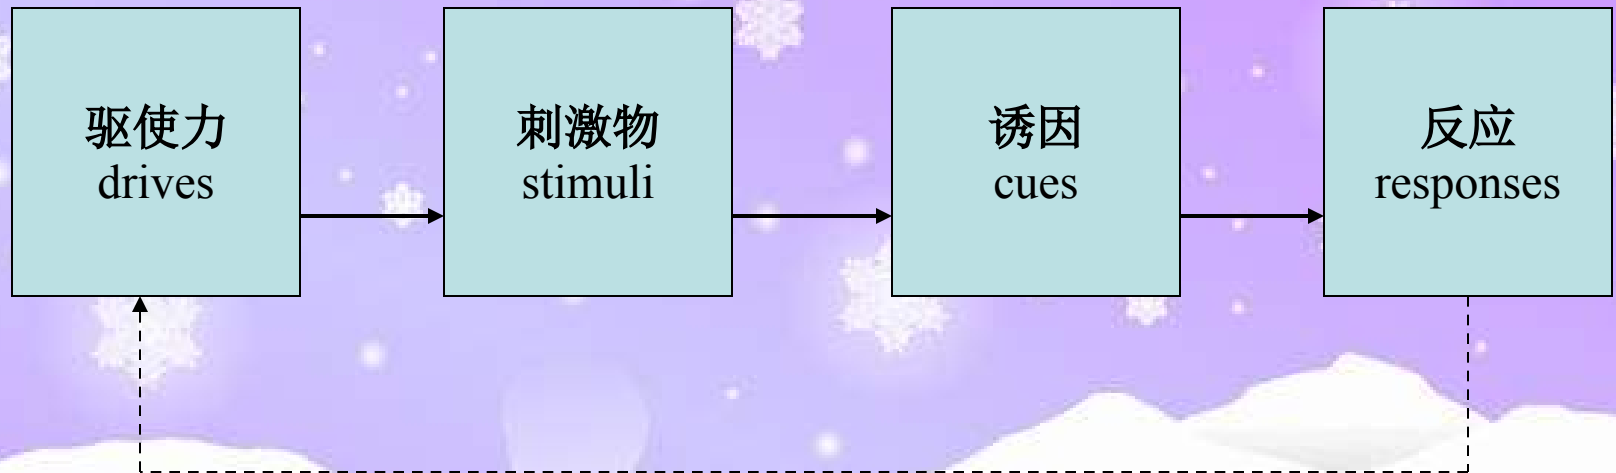 驱使力
drives
刺激物
stimuli
诱因
cues
反应
responses